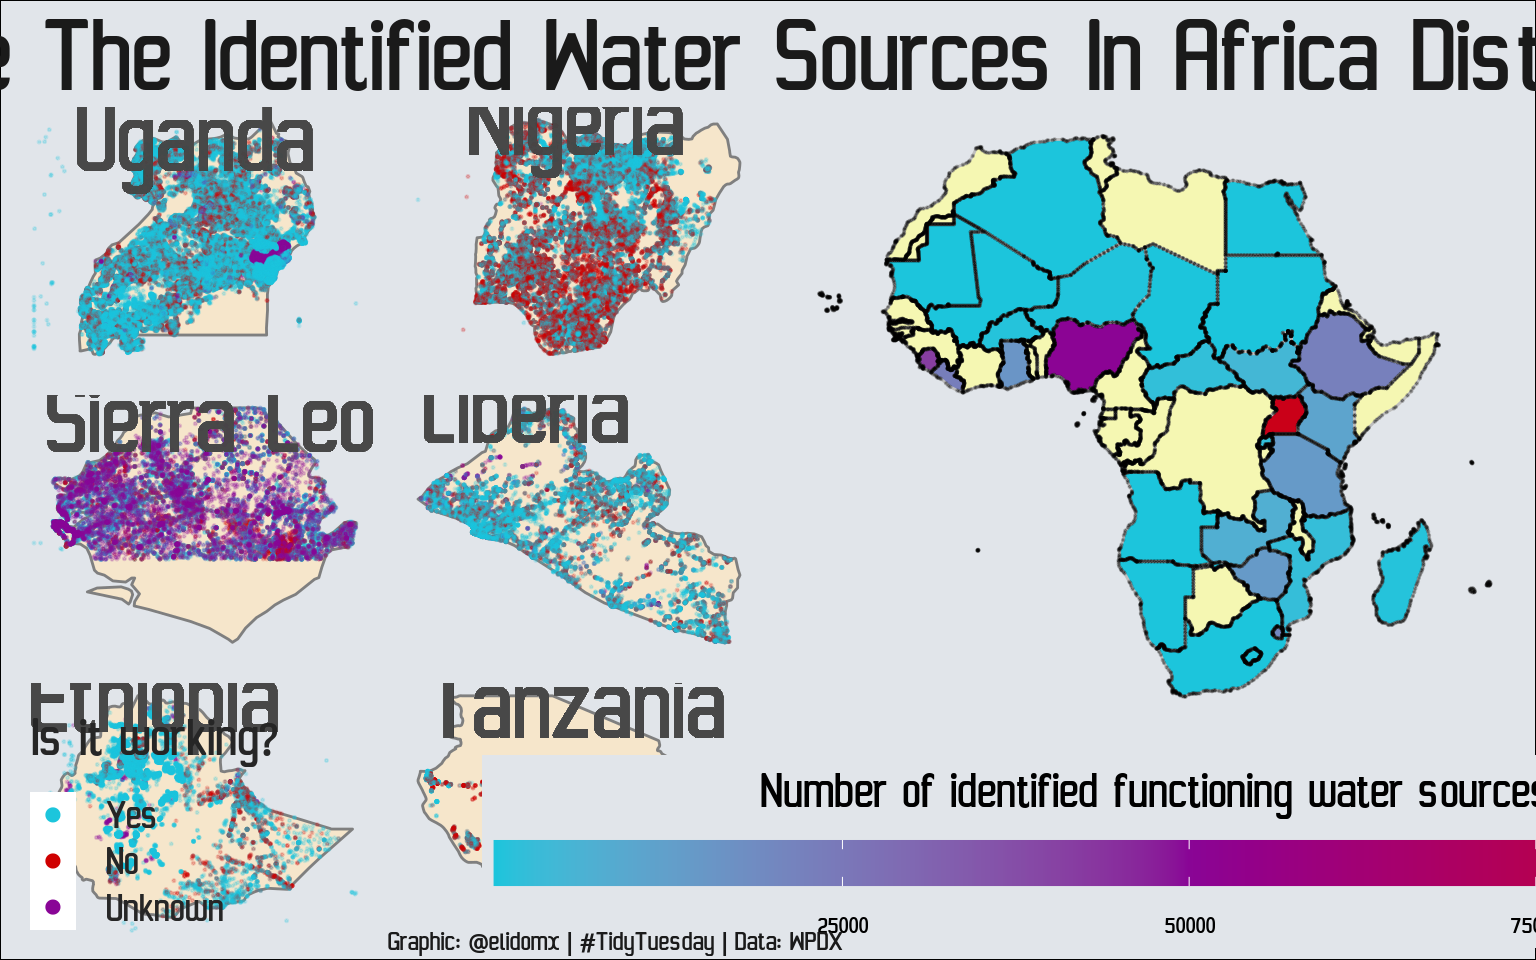 e The Identified Water Sources In Africa Dist
Uganda
Nigeria
Sierra Leo
Liberia
Ethiopia
Tanzania
Is it working?
Yes
No
Unknown
Number of identified functioning water sources
25000
50000
750
Graphic: @elidomx | #TidyTuesday | Data: WPDX